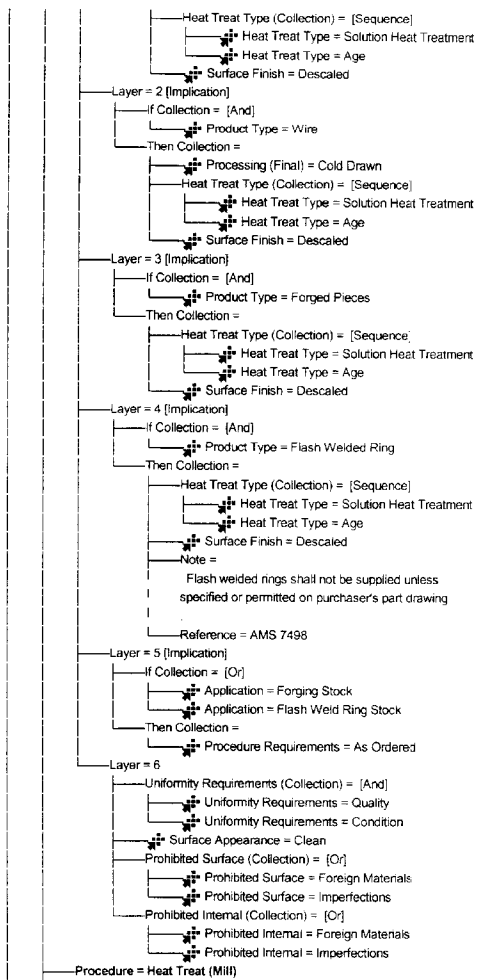 Heat Treat Type (Collection) = [Sequence]
Heat Treat Type = Solution Heat Treatment
Heat Treat Type = Age
Surface Finish = Descaled
Layer = 2 [Implication]
If Collection = [And]
Product Type = Wire
Then Collection =
Processing (Final) = Cold Drawn
Heat Treat Type (Collection) = [Sequence]
Heat Treat Type = Solution Heat Treatment
Heat Treat Type = Age
Surface Finish = Descaled
Layer = 3 [Implication]
If Collection = [And]
Product Type = Forged Pieces
Then Collection =
Heat Treat Type (Collection) = [Sequence]
Heat Treat Type = Solution Heat Treatment
Heat Treat Type = Age
Surface Finish = Descaled
Layer = 4 [Implication]
If Collection = [And]
Product Type = Flash Welded Ring
Then Collection =
Heat Treat Type (Collection) = [Sequence]
Heat Treat Type = Solution Heat Treatment
Heat Treat Type = Age
Surface Finish = Descaled
Note =
Flash welded rings shall not be supplied unless
specified or permitted on purchaser's part drawing
Reference = AMS 7498
Layer = 5 [Implication]
If Collection = [Or]
Application = Forging Stock
Application = Flash Weld Ring Stock
Then Collection =
Procedure Requirements = As Ordered
Layer = 6
Uniformity Requirements (Collection) = [And]
Uniformity Requirements = Quality
Uniformity Requirements = Condition
Surface Appearance = Clean
Prohibited Surface (Collection) = [Or]
Prohibited Surface = Foreign Materials
Prohibited Surface = Imperfections
Prohibited Internal (Collection) = [Or]
Prohibited Internal = Foreign Materials
Prohibited Internal = Imperfections
Procedure = Heat Treat (Mill)